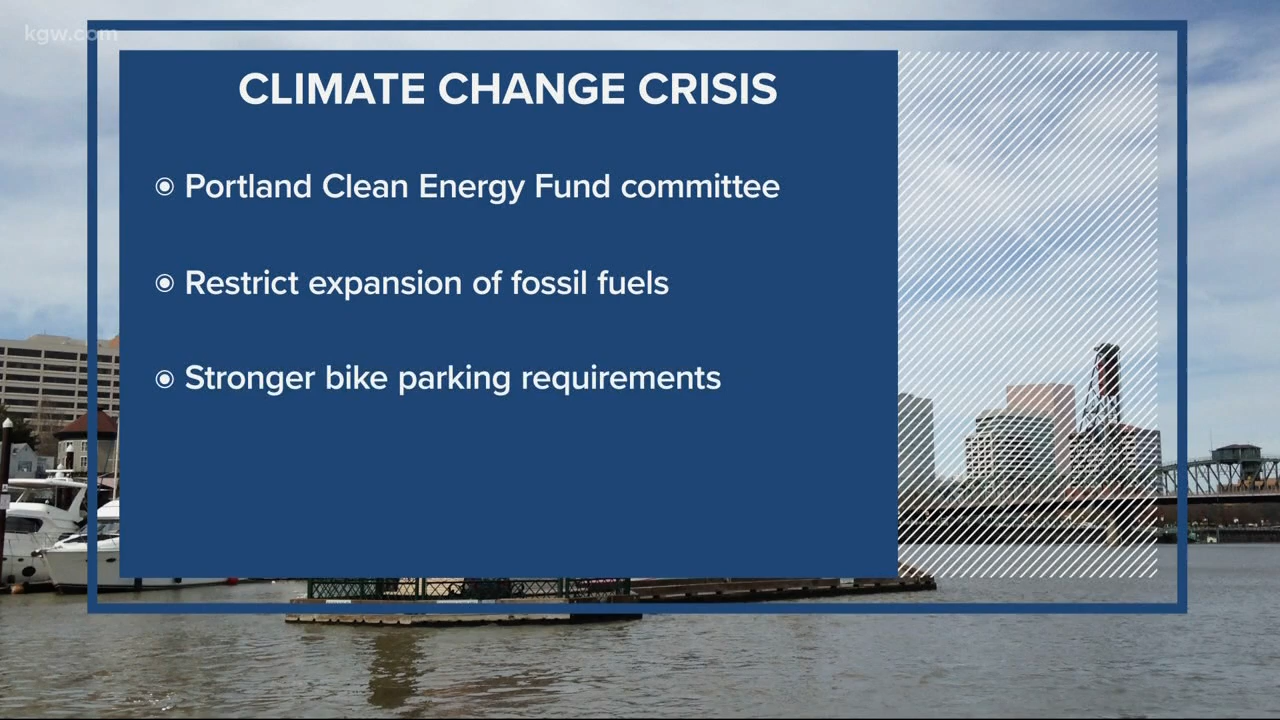 kgw.com
CLIMATE CHANGE CRISIS
Portland Clean Energy Fund committee
Restrict expansion of fossil fuels
Stronger bike parking requirements